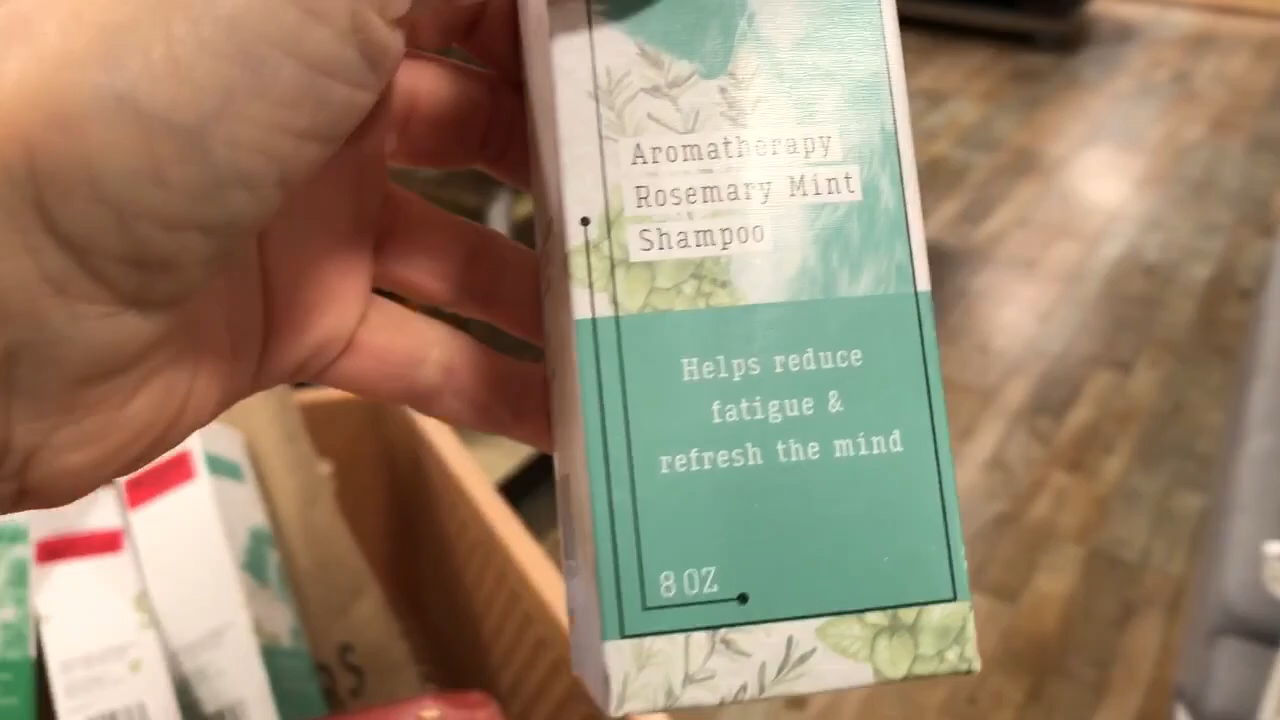 Aromatherapy
Rosemary Mint
Shampoo
Helps reduce
fatigue &
refresh the mind
8 OZ